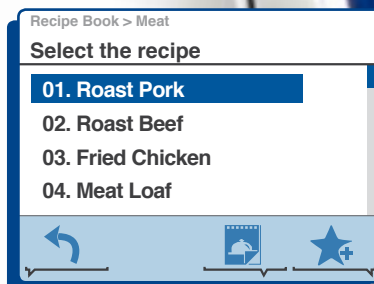 Recipe Book > Meat
Select the recipe
01. Roast Pork
02. Roast Beef
03. Fried Chicken
04. Meat Loaf